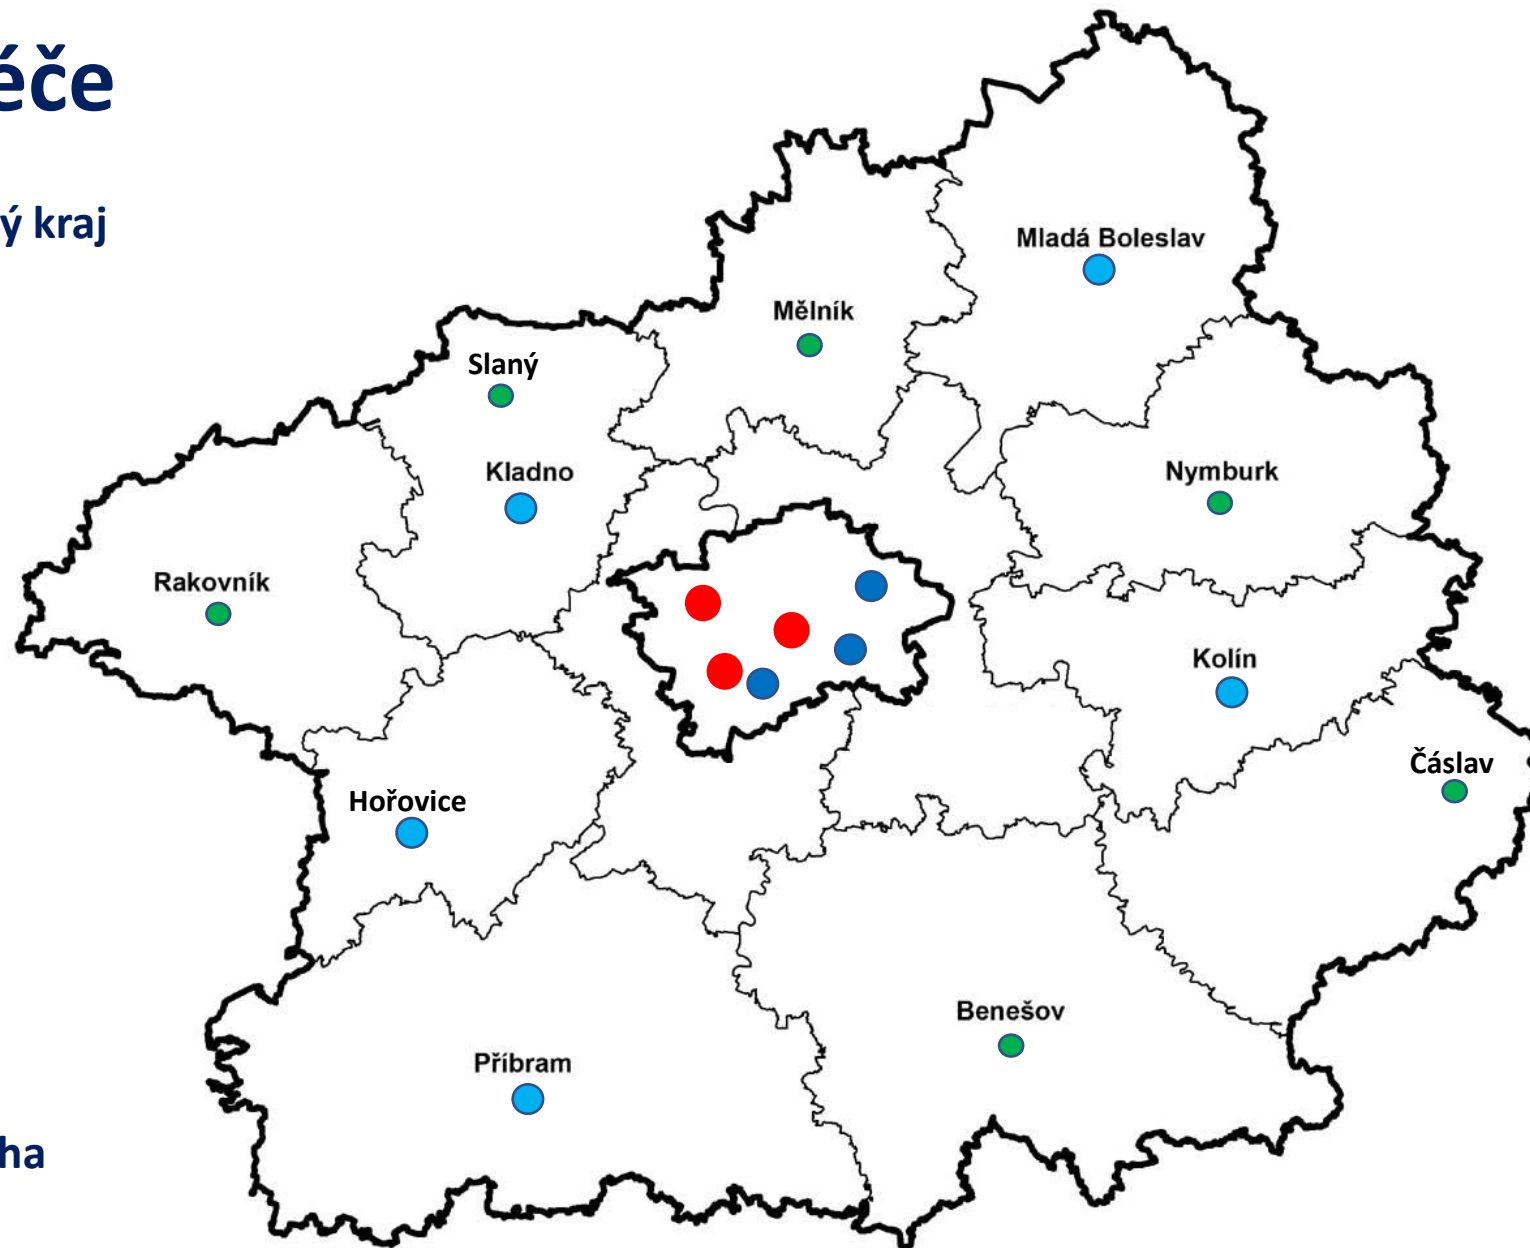 éče
ý kraj
Mladá Boleslav
Mělník
Slaný
Kladno
Nymburk
Rakovník
Kolín
Čáslav
Hořovice
Benešov
Příbram
ha